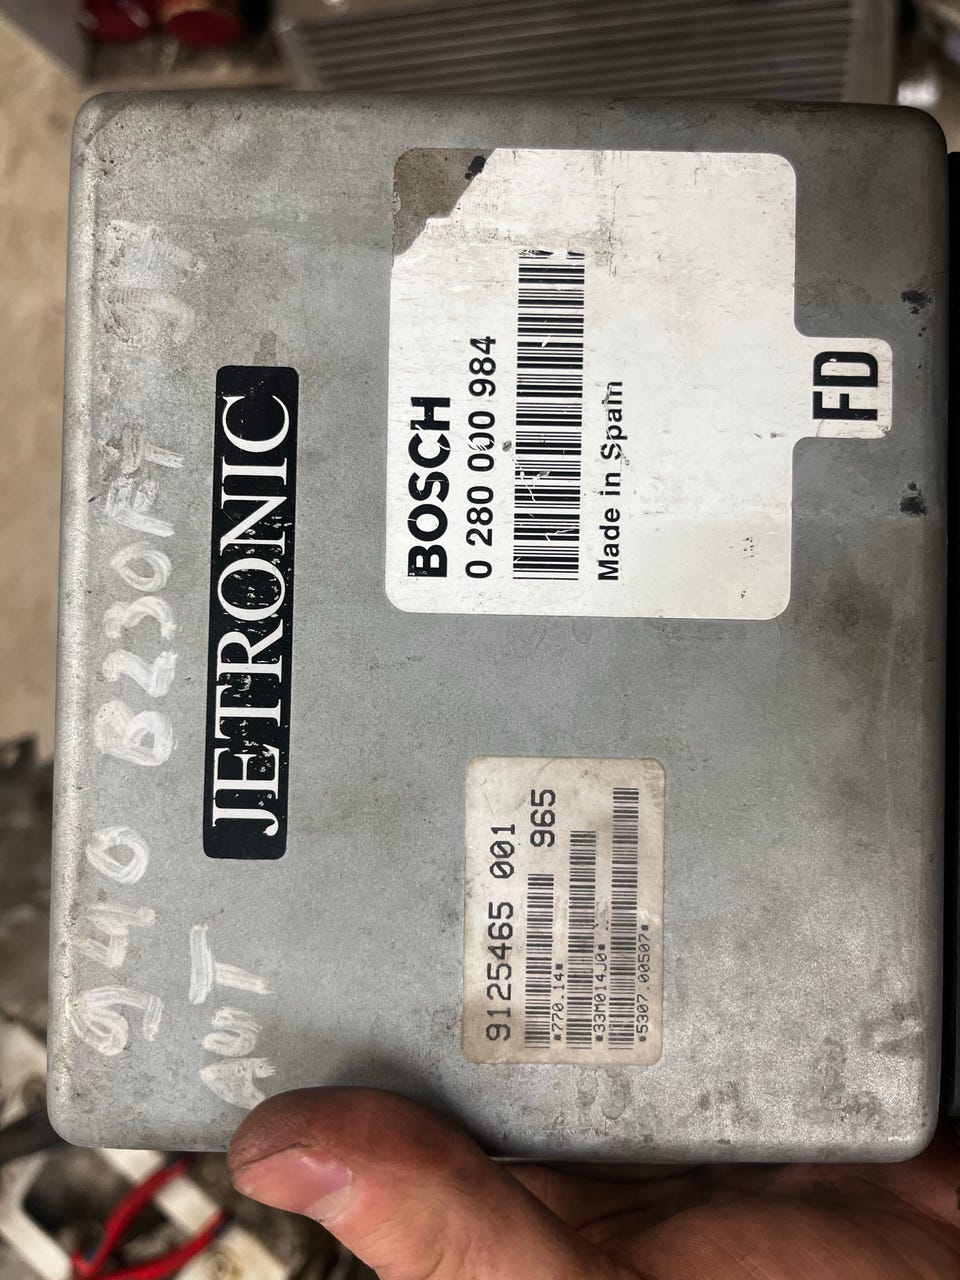 940 B230FT 94
AUT
JETRONIC
BOSCH
0 280 000 984
Made in Spain
FD
9125465 001
965
*770.14*
*33M014J0*
*5307.00507*